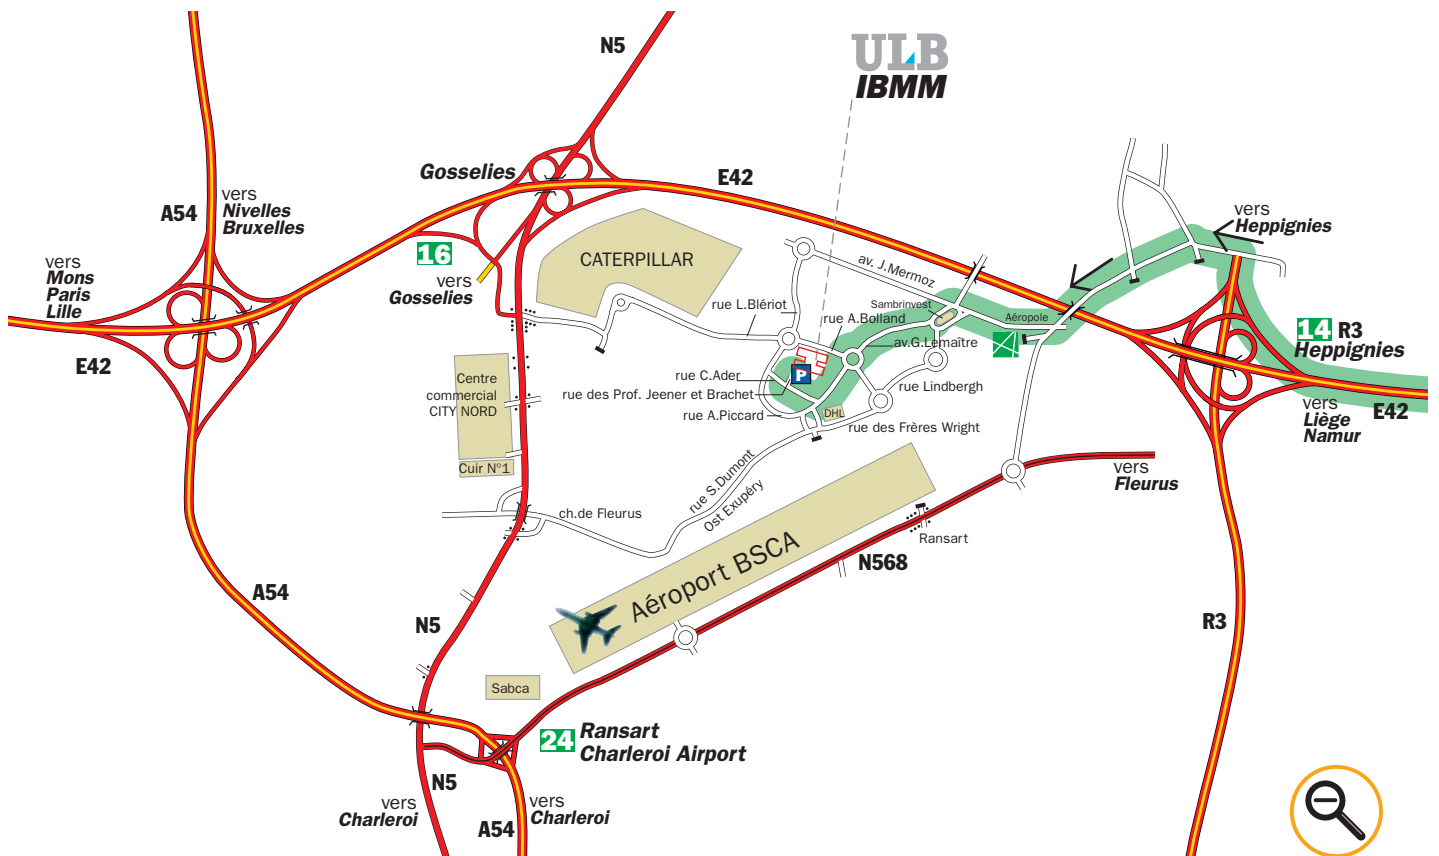 N5
ULB
IBMM
Gosselies
E42
A54
vers
Nivelles
Bruxelles
vers
Heppignies
16
vers
Gosselies
CATERPILLAR
vers
Mons
Paris
Lille
av. J.Mermoz
rue L.Blériot
Sambrinvest
rue A.Bolland
Aéropole
14 R3
Heppignies
av.G.Lemaître
E42
Centre
commercial
CITY NORD
rue C.Ader
P
rue des Prof. Jeener et Brachet
rue Lindbergh
rue A.Piccard
DHL
rue des Frères Wright
vers
Liège
Namur
E42
Cuir N°1
vers
Fleurus
rue S.Dumont
Ost Exupéry
ch.de Fleurus
Ransart
Aéroport BSCA
N568
A54
N5
R3
Sabca
24 Ransart
Charleroi Airport
N5
vers
Charleroi
A54
vers
Charleroi